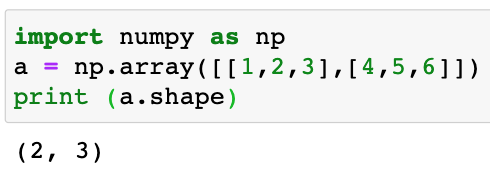 import numpy as np
a = np.array([[1,2,3],[4,5,6]])
print (a.shape)
(2, 3)